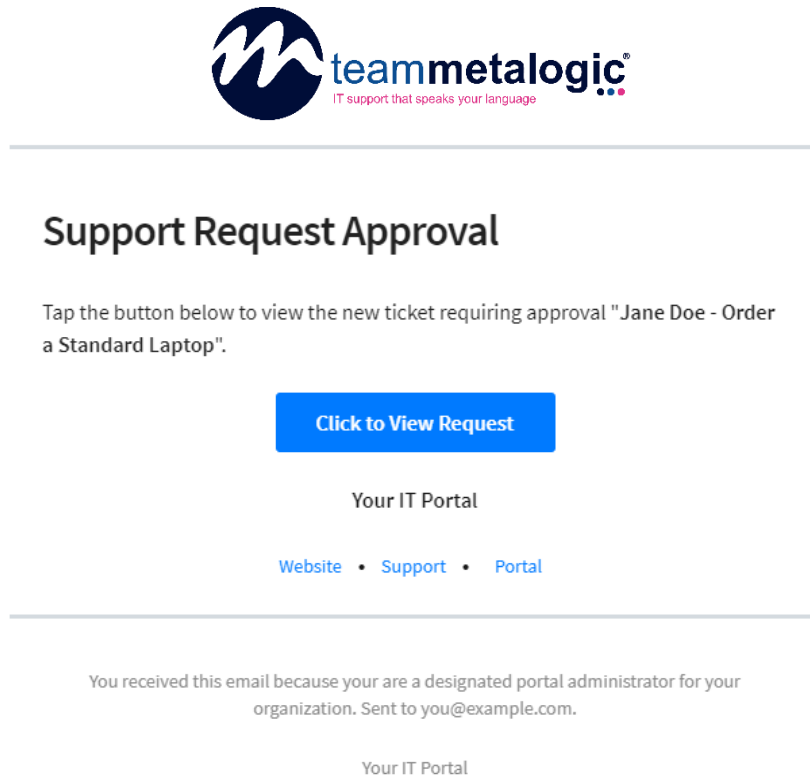 teammetalogic®
IT support that speaks your language
Support Request Approval
Tap the button below to view the new ticket requiring approval "Jane Doe - Order
a Standard Laptop".
Click to View Request
Your IT Portal
Website • Support • Portal
You received this email because your are a designated portal administrator for your
organization. Sent to you@example.com.
Your IT Portal